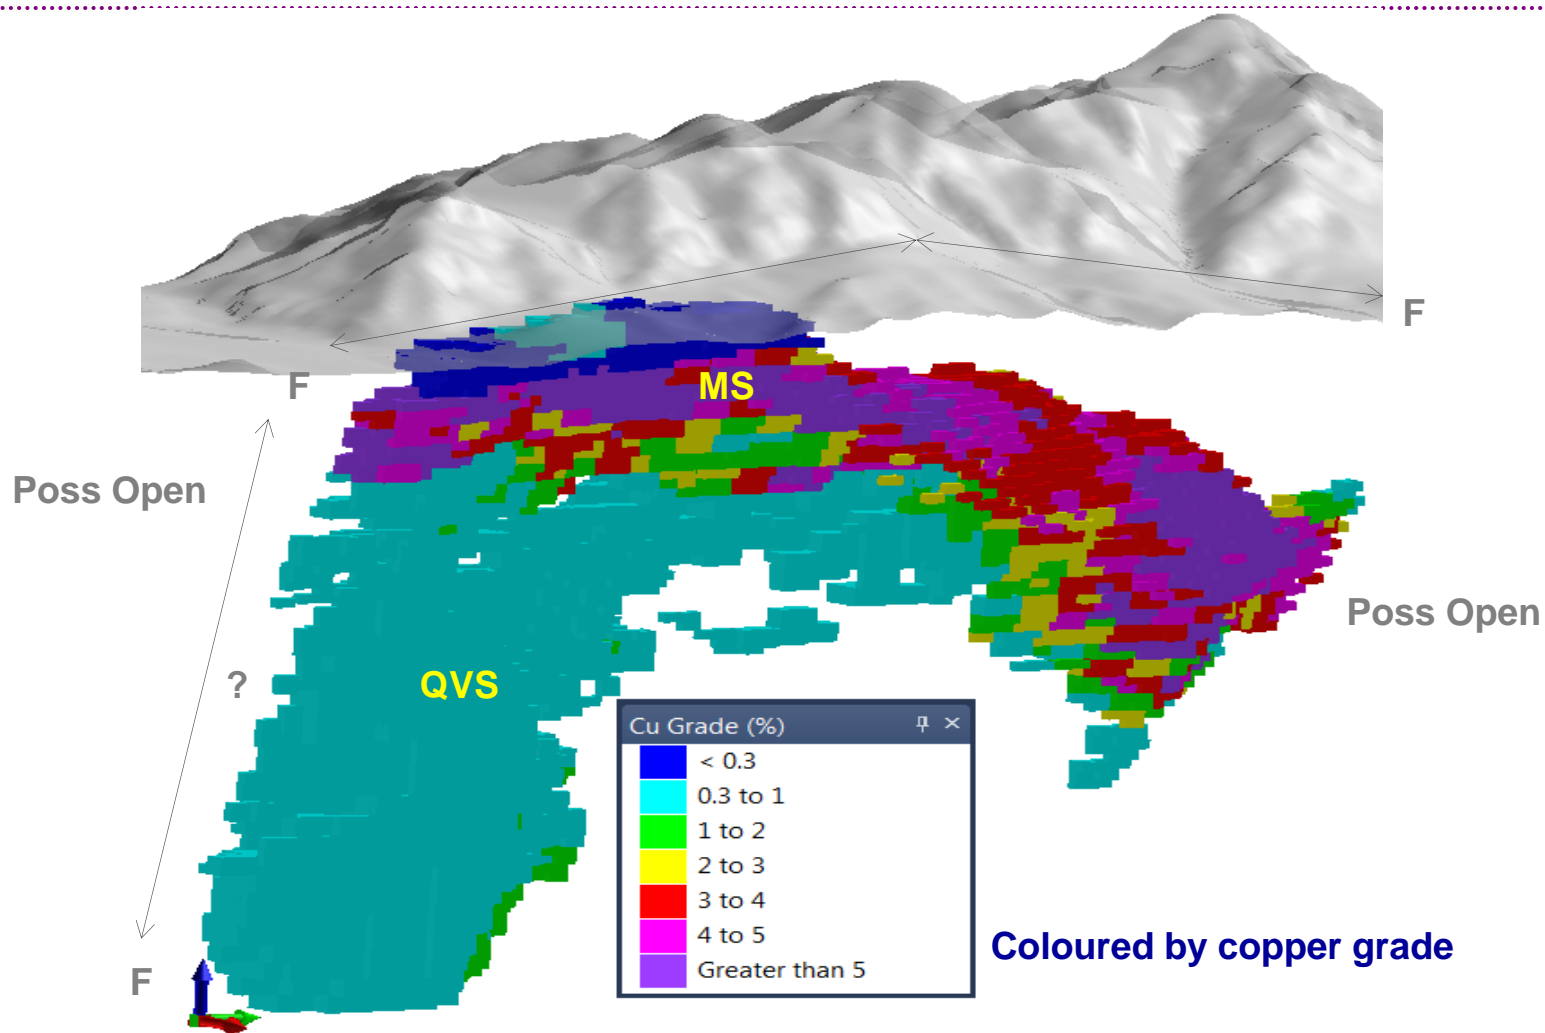 F
MS
F
Poss Open
Poss Open
?
QVS
Cu Grade (%)
< 0.3
0.3 to 1
1 to 2
2 to 3
3 to 4
4 to 5
Greater than 5
Coloured by copper grade
F